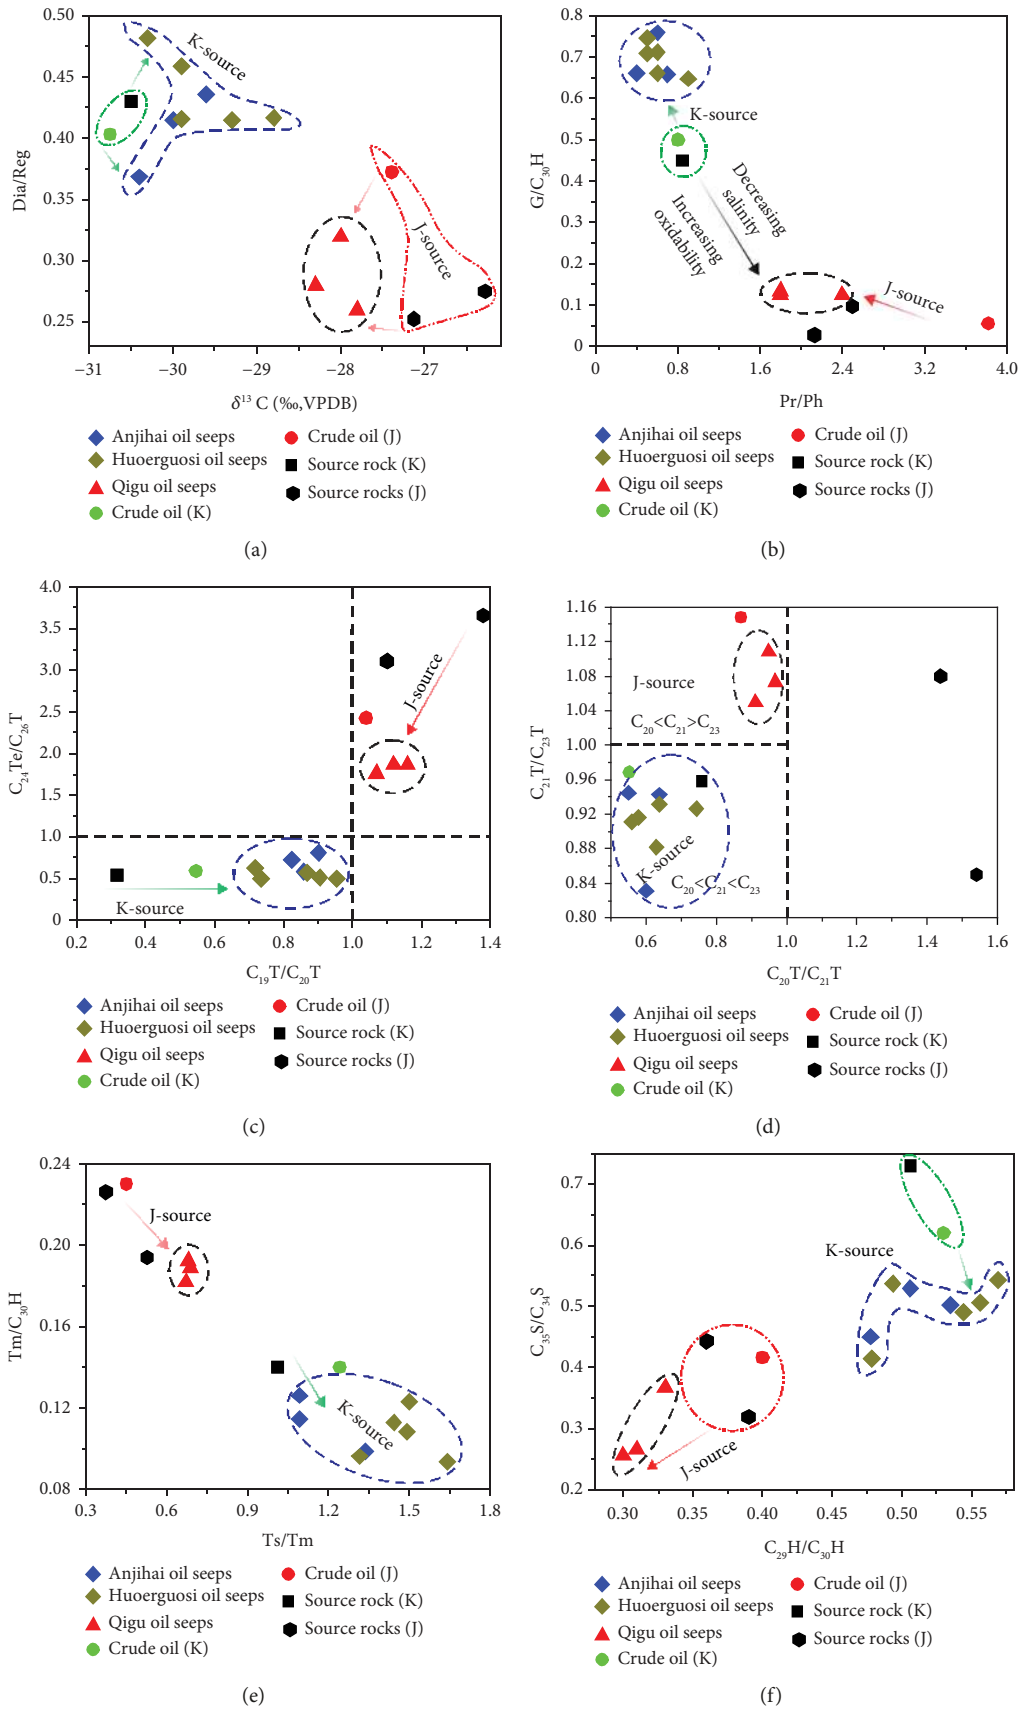 0.50
0.45
0.40
0.35
0.30
0.25
Dia/Reg
K-source
J-source
−31
−30
−29
−28
−27
δ¹³ C (‰,VPDB)
Anjihai oil seeps
Huoerguosi oil seeps
Qigu oil seeps
Crude oil (K)
Crude oil (J)
Source rock (K)
Source rocks (J)
(a)
0.8
0.7
0.6
0.5
0.4
0.3
0.2
0.1
0
G/C₃₀H
K-source
Decreasing
salinity
Increasing
oxidability
J-source
0
0.8
1.6
2.4
3.2
4.0
Pr/Ph
Anjihai oil seeps
Huoerguosi oil seeps
Qigu oil seeps
Crude oil (K)
Crude oil (J)
Source rock (K)
Source rocks (J)
(b)
4.0
3.5
3.0
2.5
2.0
1.5
1.0
0.5
0
C₂₄Te/C₂₆T
J-source
K-source
0.2
0.4
0.6
0.8
1.0
1.2
1.4
C₁₉T/C₂₀T
Anjihai oil seeps
Huoerguosi oil seeps
Qigu oil seeps
Crude oil (K)
Crude oil (J)
Source rock (K)
Source rocks (J)
(c)
1.16
1.12
1.08
1.04
1.00
0.96
0.92
0.88
0.84
0.80
C₂₁T/C₂₃T
J-source
C₂₀<C₂₁>C₂₃
K-source
C₂₀<C₂₁<C₂₃
0.6
0.8
1.0
1.2
1.4
1.6
C₂₀T/C₂₁T
Anjihai oil seeps
Huoerguosi oil seeps
Qigu oil seeps
Crude oil (K)
Crude oil (J)
Source rock (K)
Source rocks (J)
(d)
0.24
0.20
0.16
0.12
0.08
Tm/C₃₀H
J-source
K-source
0.3
0.6
0.9
1.2
1.5
1.8
Ts/Tm
Anjihai oil seeps
Huoerguosi oil seeps
Qigu oil seeps
Crude oil (K)
Crude oil (J)
Source rock (K)
Source rocks (J)
(e)
0.7
0.6
0.5
0.4
0.3
0.2
C₃₅S/C₃₄S
K-source
J-source
0.30
0.35
0.40
0.45
0.50
0.55
C₂₉H/C₃₀H
Anjihai oil seeps
Huoerguosi oil seeps
Qigu oil seeps
Crude oil (K)
Crude oil (J)
Source rock (K)
Source rocks (J)
(f)